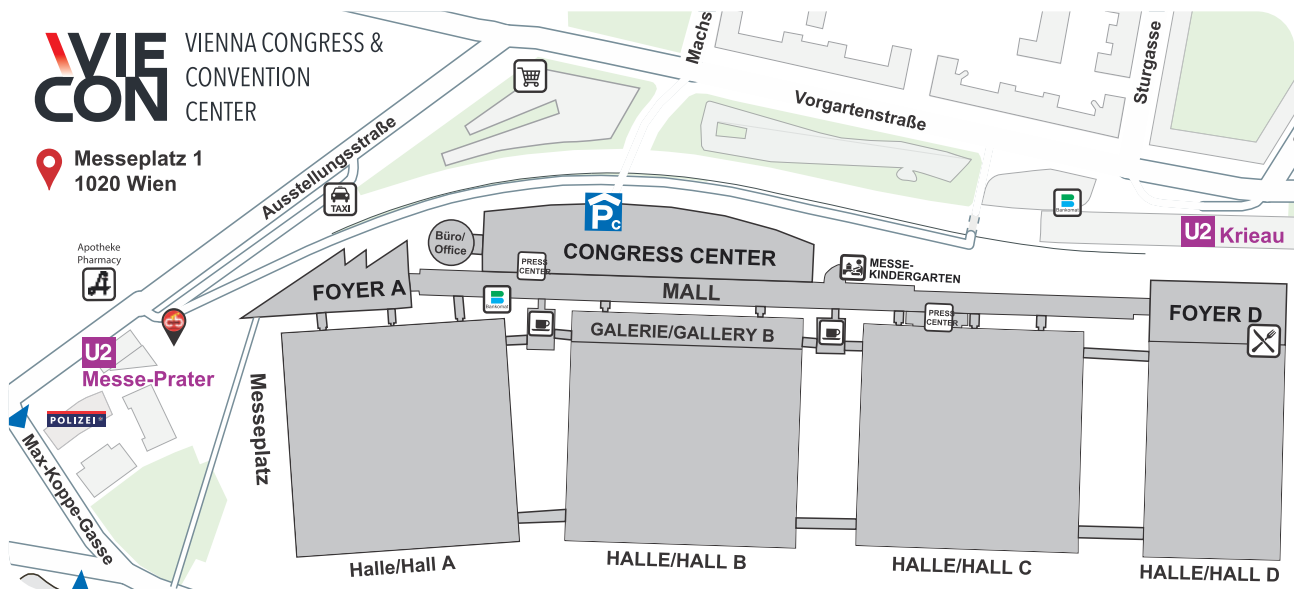 VIE
CON
VIENNA CONGRESS &
CONVENTION
CENTER
Messeplatz 1
1020 Wien
Machs
Sturgasse
Vorgartenstraße
Ausstellungsstraße
TAXI
P
C
Bankomat
U2 Krieau
Büro/
Office
PRESS
CENTER
CONGRESS CENTER
MESSE-
KINDERGARTEN
Apotheke
Pharmacy
FOYER A
MALL
Bankomat
PRESS
CENTER
FOYER D
GALERIE/GALLERY B
U2
Messe-Prater
POLIZEI
Messeplatz
Max-Koppe-Gasse
Halle/Hall A
HALLE/HALL B
HALLE/HALL C
HALLE/HALL D